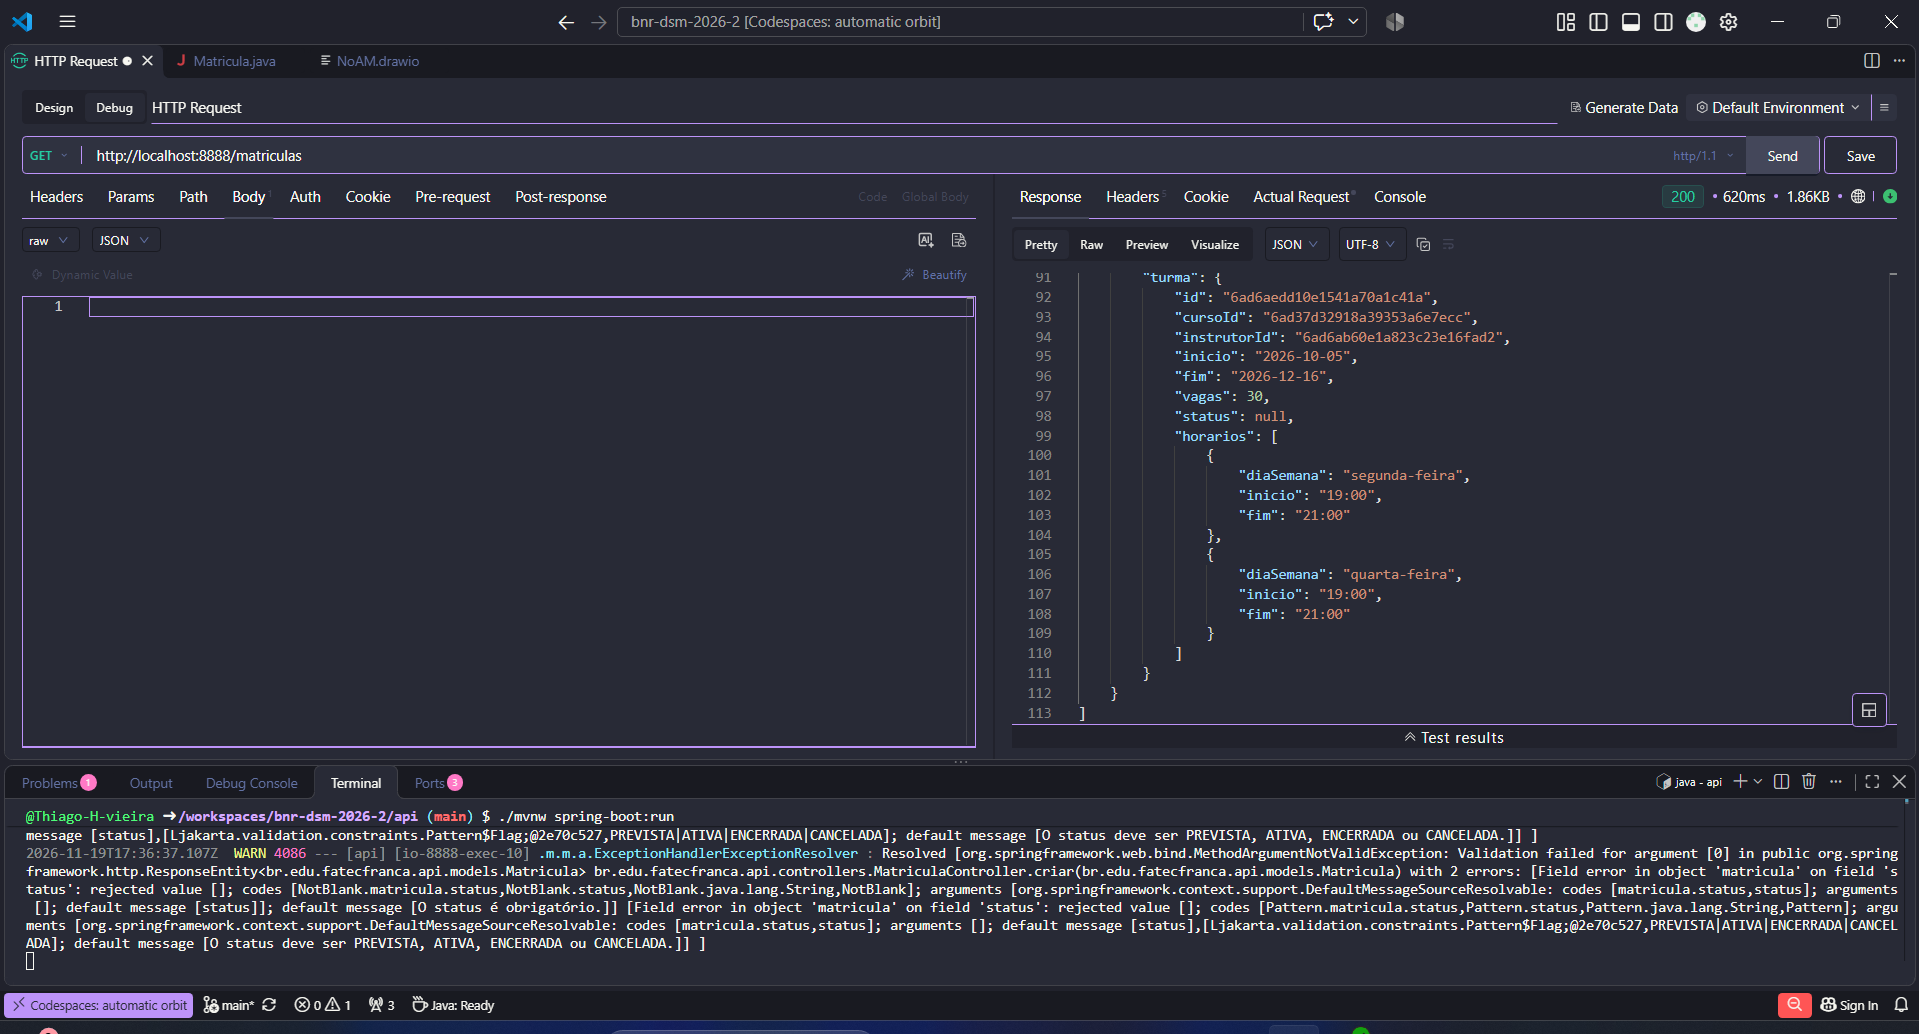 bnr-dsm-2026-2 [Codespaces: automatic orbit]
HTTP Request
Matricula.java
NoAM.drawio
Design
Debug
HTTP Request
Generate Data
Default Environment
GET
http://localhost:8888/matriculas
http/1.1
Send
Save
Headers
Params
Path
Body 1
Auth
Cookie
Pre-request
Post-response
Code
Global Body
raw
JSON
Dynamic Value
Beautify
1
Response
Headers 5
Cookie
Actual Request
Console
200 • 620ms • 1.86KB
Pretty
Raw
Preview
Visualize
JSON
UTF-8
91 "turma": {
92 "id": "6ad6aedd10e1541a70a1c41a",
93 "cursoId": "6ad37d32918a39353a6e7ecc",
94 "instrutorId": "6ad6ab60e1a823c23e16fad2",
95 "inicio": "2026-10-05",
96 "fim": "2026-12-16",
97 "vagas": 30,
98 "status": null,
99 "horarios": [
100 {
101 "diaSemana": "segunda-feira",
102 "inicio": "19:00",
103 "fim": "21:00"
104 },
105 {
106 "diaSemana": "quarta-feira",
107 "inicio": "19:00",
108 "fim": "21:00"
109 }
110 ]
111 }
112 }
113 ]
Test results
Problems 1
Output
Debug Console
Terminal
Ports 3
java - api
@Thiago-H-vieira ➜/workspaces/bnr-dsm-2026-2/api (main) $ ./mvnw spring-boot:run
message [status],[Ljakarta.validation.constraints.Pattern$Flag;@2e70c527,PREVISTA|ATIVA|ENCERRADA|CANCELADA]; default message [O status deve ser PREVISTA, ATIVA, ENCERRADA ou CANCELADA.]] ]
2026-11-19T17:36:37.107Z  WARN 4086 --- [api] [io-8888-exec-10] .m.m.a.ExceptionHandlerExceptionResolver : Resolved [org.springframework.web.bind.MethodArgumentNotValidException: Validation failed for argument [0] in public org.spring
framework.http.ResponseEntity<br.edu.fatecfranca.api.models.Matricula> br.edu.fatecfranca.api.controllers.MatriculaController.criar(br.edu.fatecfranca.api.models.Matricula) with 2 errors: [Field error in object 'matricula' on field 's
tatus': rejected value []; codes [NotBlank.matricula.status,NotBlank.status,NotBlank.java.lang.String,NotBlank]; arguments [org.springframework.context.support.DefaultMessageSourceResolvable: codes [matricula.status,status]; arguments
[]; default message [status]]; default message [O status é obrigatório.]] [Field error in object 'matricula' on field 'status': rejected value []; codes [Pattern.matricula.status,Pattern.status,Pattern.java.lang.String,Pattern]; argu
ments [org.springframework.context.support.DefaultMessageSourceResolvable: codes [matricula.status,status]; arguments []; default message [status],[Ljakarta.validation.constraints.Pattern$Flag;@2e70c527,PREVISTA|ATIVA|ENCERRADA|CANCEL
ADA]; default message [O status deve ser PREVISTA, ATIVA, ENCERRADA ou CANCELADA.]] ]
Codespaces: automatic orbit
main*
0
1
3
Java: Ready
Sign In